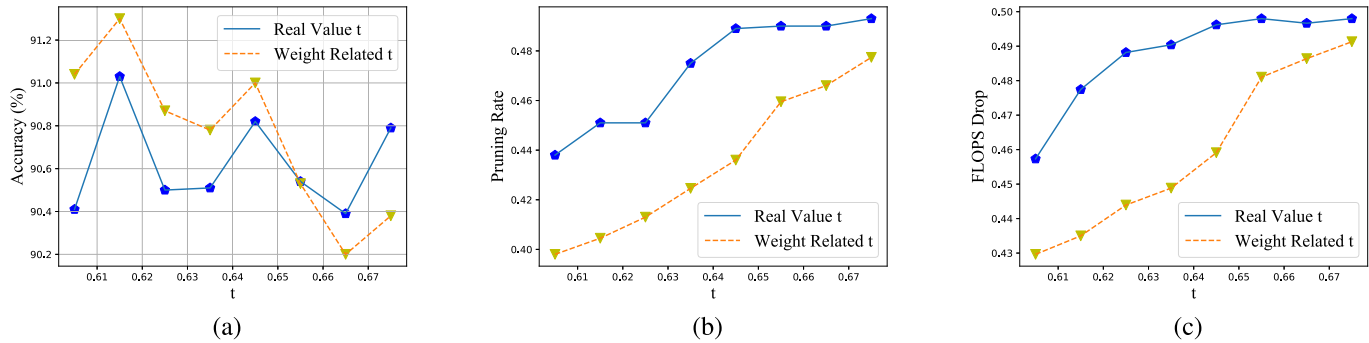 91.2
91.0
90.8
90.6
90.4
90.2
Accuracy (%)
Real Value t
Weight Related t
0.61 0.62 0.63 0.64 0.65 0.66 0.67
t
(a)
0.48
0.46
0.44
0.42
0.40
Pruning Rate
Real Value t
Weight Related t
0.61 0.62 0.63 0.64 0.65 0.66 0.67
t
(b)
0.50
0.49
0.48
0.47
0.46
0.45
0.44
0.43
FLOPS Drop
Real Value t
Weight Related t
0.61 0.62 0.63 0.64 0.65 0.66 0.67
t
(c)